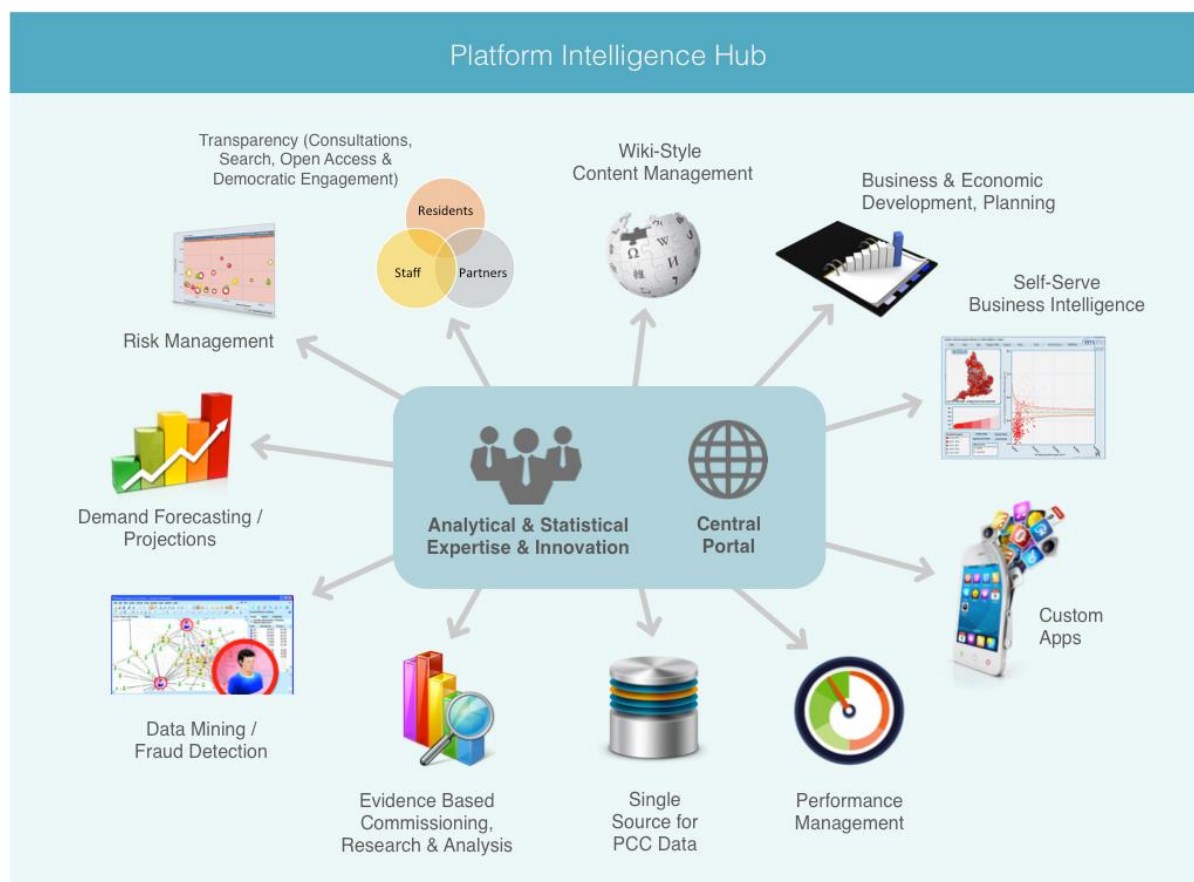 Platform Intelligence Hub
Transparency (Consultations,
Search, Open Access &
Democratic Engagement)
Residents
Staff
Partners
Wiki-Style
Content Management
Business & Economic
Development, Planning
Self-Serve
Business Intelligence
Risk Management
Demand Forecasting /
Projections
Analytical & Statistical
Expertise & Innovation
Central
Portal
Custom
Apps
Data Mining /
Fraud Detection
Evidence Based
Commissioning,
Research & Analysis
Single
Source for
PCC Data
Performance
Management